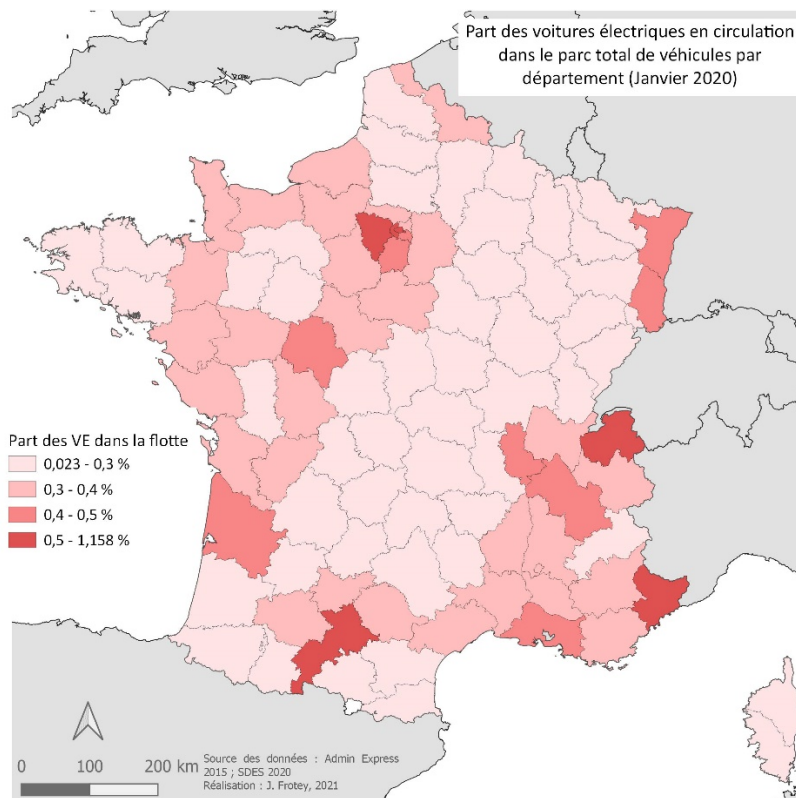 Part des voitures électriques en circulation
dans le parc total de véhicules par
département (Janvier 2020)
Part des VE dans la flotte
0,023 - 0,3 %
0,3 - 0,4 %
0,4 - 0,5 %
0,5 - 1,158 %
0 100 200 km
Source des données : Admin Express
2015 ; SDES 2020
Réalisation : J. Frotey, 2021